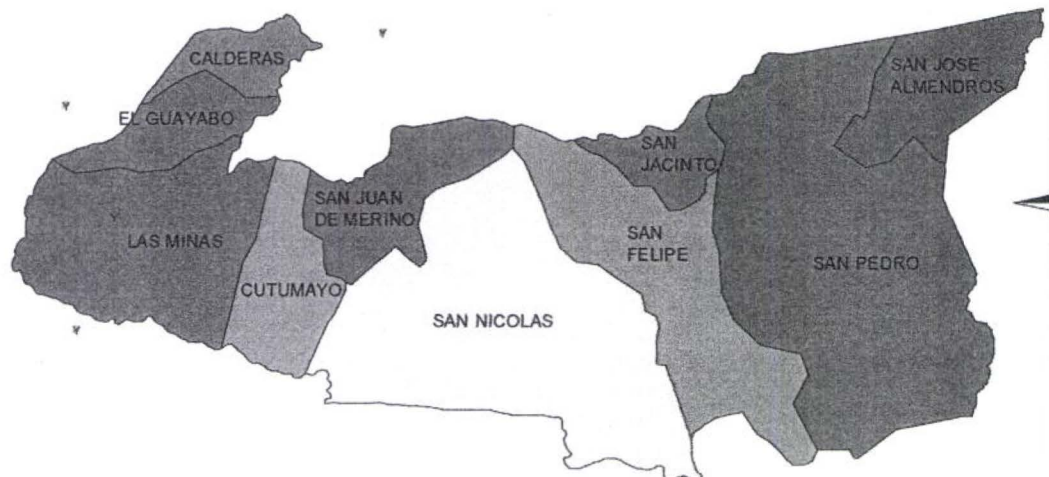 CALDERAS
EL GUAYABO
LAS MINAS
CUTUMAYO
SAN JUAN
DE MERINO
SAN NICOLAS
SAN
FELIPE
SAN
JACINTO
SAN PEDRO
SAN JOSE
ALMENDROS